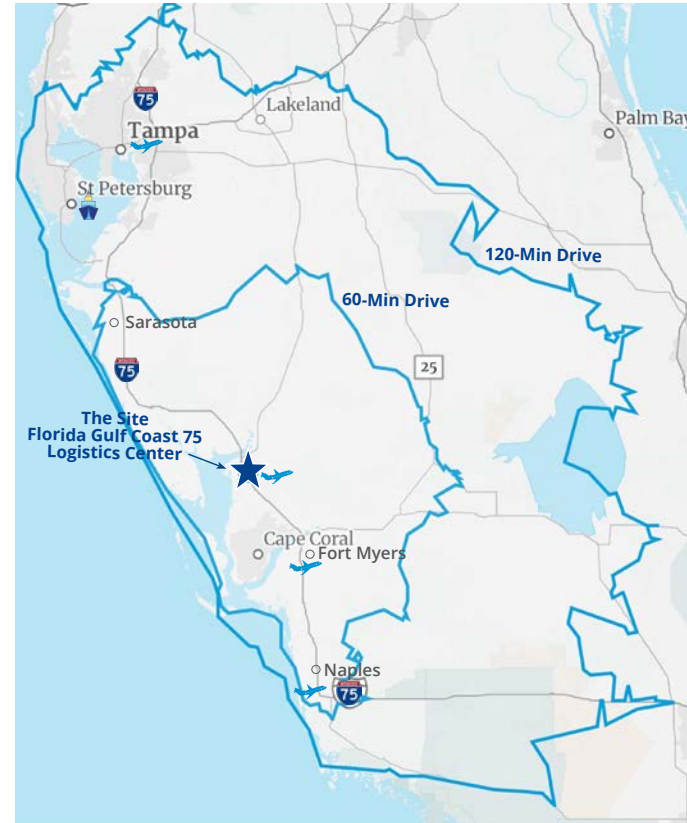 75
Lakeland
Palm Bay
Tampa
St Petersburg
120-Min Drive
60-Min Drive
Sarasota
25
75
The Site
Florida Gulf Coast 75
Logistics Center
Cape Coral
Fort Myers
Naples
75